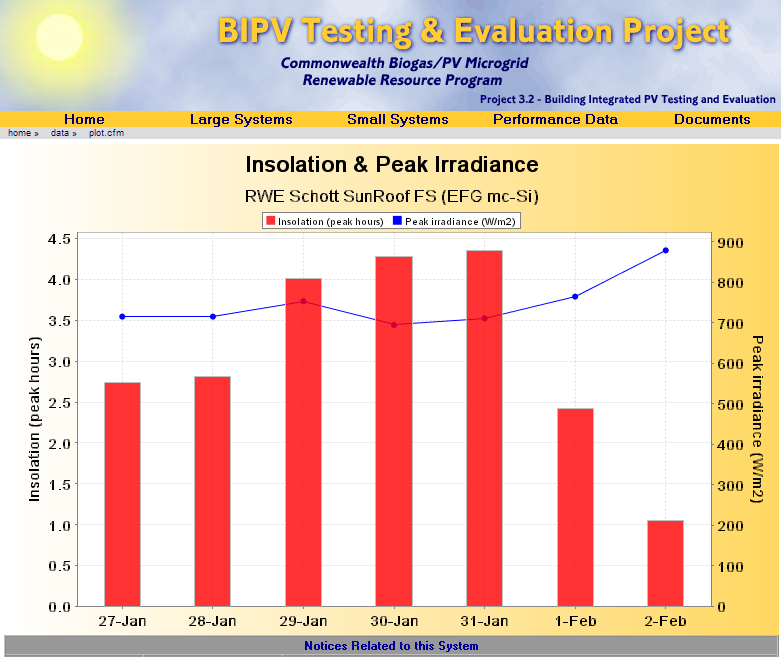 BIPV Testing & Evaluation Project
Commonwealth Biogas/PV Microgrid
Renewable Resource Program
Project 3.2 - Building Integrated PV Testing and Evaluation
Home Large Systems Small Systems Performance Data Documents
home » data » plot.cfm
Insolation & Peak Irradiance
RWE Schott SunRoof FS (EFG mc-Si)
Insolation (peak hours) Peak irradiance (W/m2)
Insolation (peak hours)
4.5
4.0
3.5
3.0
2.5
2.0
1.5
1.0
0.5
0.0
900
800
700
600
500
400
300
200
100
0
Peak irradiance (W/m2)
27-Jan 28-Jan 29-Jan 30-Jan 31-Jan 1-Feb 2-Feb
Notices Related to this System